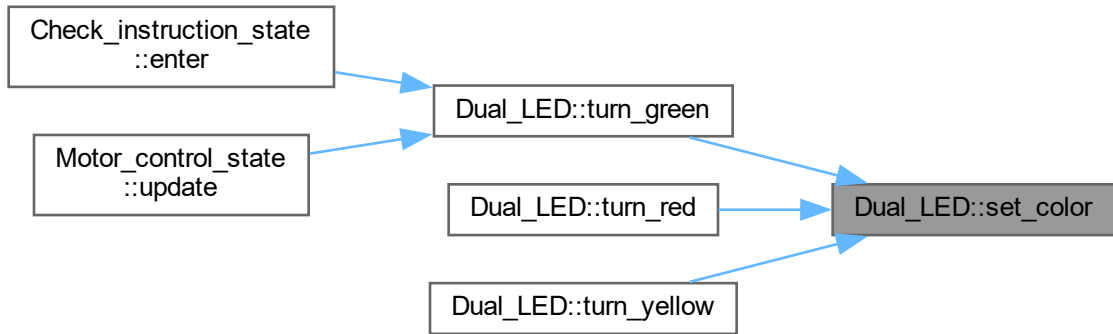 Check_instruction_state
::enter
Dual_LED::turn_green
Motor_control_state
::update
Dual_LED::turn_red
Dual_LED::set_color
Dual_LED::turn_yellow